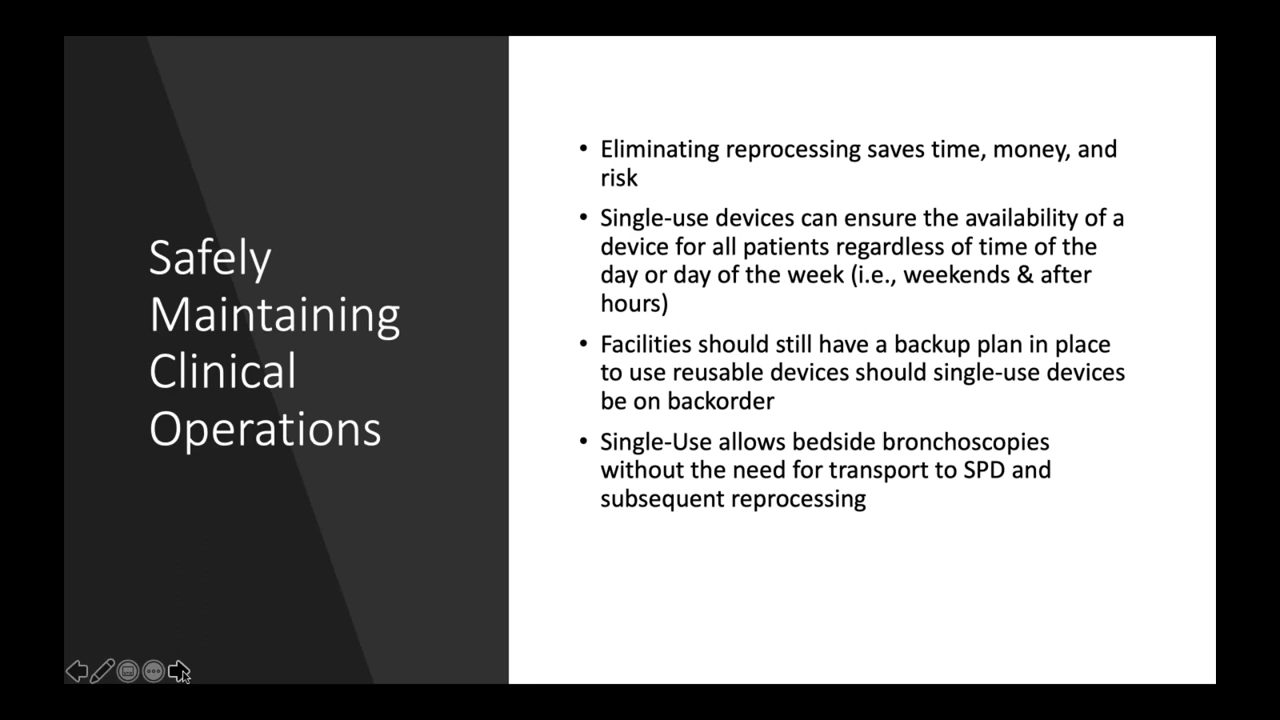 Safely
Maintaining
Clinical
Operations
• Eliminating reprocessing saves time, money, and
risk
• Single-use devices can ensure the availability of a
device for all patients regardless of time of the
day or day of the week (i.e., weekends & after
hours)
• Facilities should still have a backup plan in place
to use reusable devices should single-use devices
be on backorder
• Single-Use allows bedside bronchoscopies
without the need for transport to SPD and
subsequent reprocessing